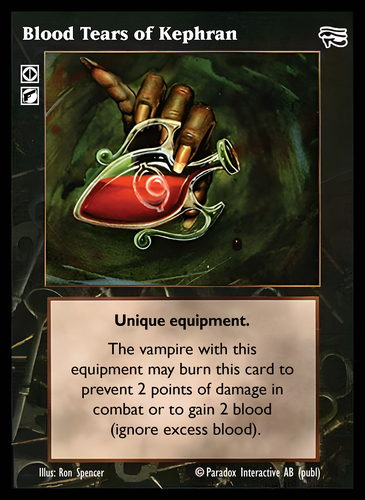 Blood Tears of Kephran
Unique equipment.
The vampire with this
equipment may burn this card to
prevent 2 points of damage in
combat or to gain 2 blood
(ignore excess blood).
Illus: Ron Spencer
© Paradox Interactive AB (publ)